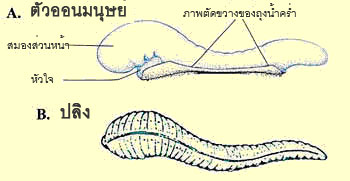 A. ตัวออนมนุษย
ภาพตัดขวางของถุงน้ำคร่ำ
สมองส่วนหน้า
หัวใจ
B. ปลิง